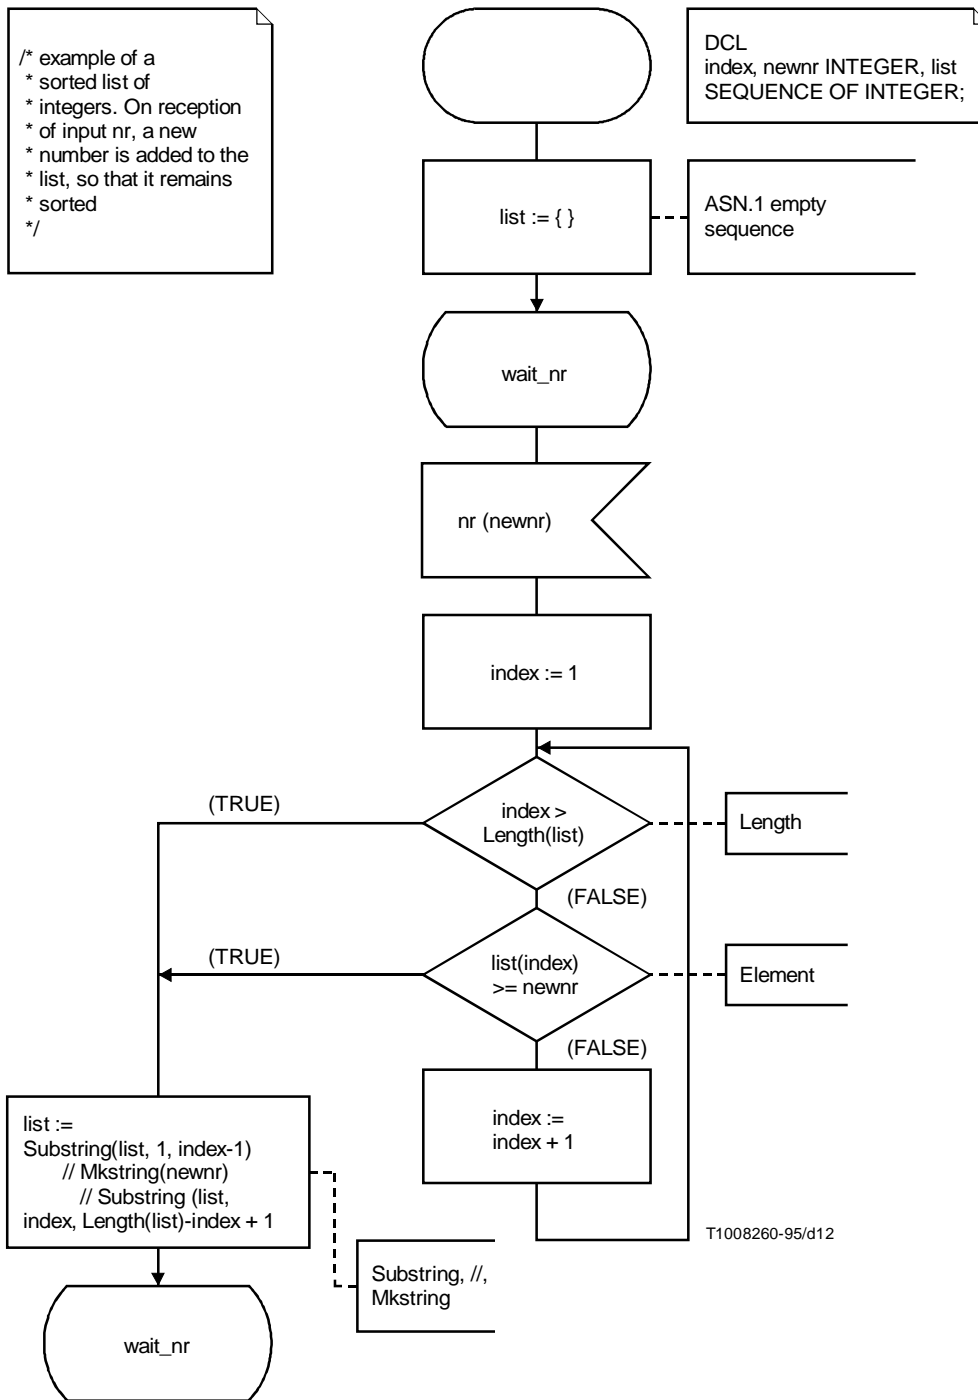 /* example of a
* sorted list of
* integers. On reception
* of input nr, a new
* number is added to the
* list, so that it remains
* sorted
*/
DCL
index, newnr INTEGER, list
SEQUENCE OF INTEGER;
list := { }
ASN.1 empty
sequence
wait_nr
nr (newnr)
index := 1
(TRUE)
index >
Length(list)
Length
(FALSE)
(TRUE)
list(index)
>= newnr
Element
(FALSE)
index :=
index + 1
list :=
Substring(list, 1, index-1)
// Mkstring(newnr)
// Substring (list,
index, Length(list)-index + 1
T1008260-95/d12
Substring, //,
Mkstring
wait_nr